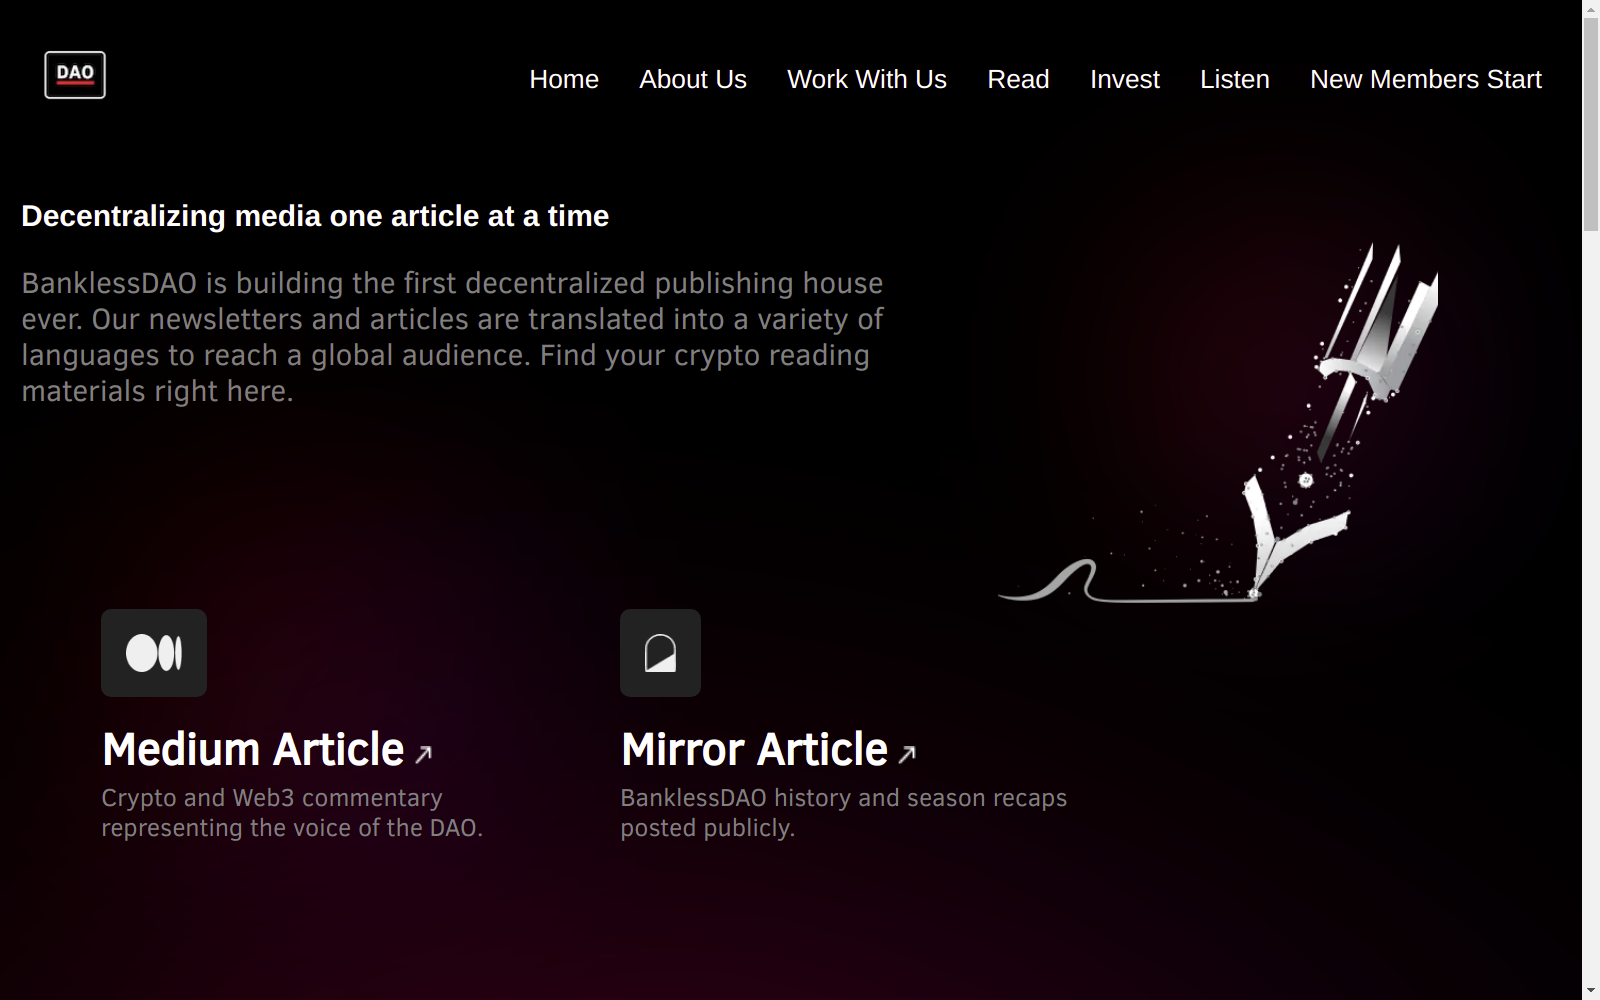 DAO
Home About Us Work With Us Read Invest Listen New Members Start
Decentralizing media one article at a time
BanklessDAO is building the first decentralized publishing house
ever. Our newsletters and articles are translated into a variety of
languages to reach a global audience. Find your crypto reading
materials right here.
Medium Article
Crypto and Web3 commentary
representing the voice of the DAO.
Mirror Article
BanklessDAO history and season recaps
posted publicly.